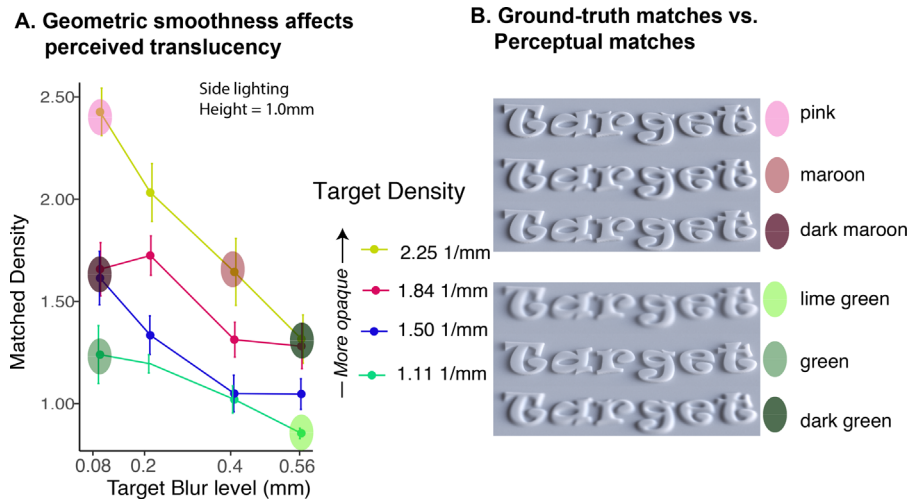 A. Geometric smoothness affects
perceived translucency
B. Ground-truth matches vs.
Perceptual matches
Side lighting
Height = 1.0mm
Matched Density
2.50
2.00
1.50
1.00
0.08 0.2 0.4 0.56
Target Blur level (mm)
Target Density
— More opaque →
2.25 1/mm
1.84 1/mm
1.50 1/mm
1.11 1/mm
Target
Target
Target
pink
maroon
dark maroon
Target
Target
Target
lime green
green
dark green